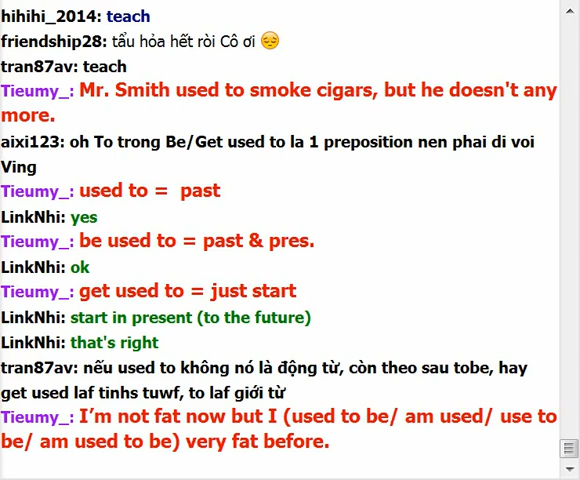 hihihi_2014: teach
friendship28: tẩu hỏa hết ròi Cô ơi 😔
tran87av: teach
Tieumy_: Mr. Smith used to smoke cigars, but he doesn't any
more.
aixi123: oh To trong Be/Get used to la 1 preposition nen phai di voi
Ving
Tieumy_: used to =  past
LinkNhi: yes
Tieumy_: be used to = past & pres.
LinkNhi: ok
Tieumy_: get used to = just start
LinkNhi: start in present (to the future)
LinkNhi: that's right
tran87av: nếu used to không nó là động từ, còn theo sau tobe, hay
get used laf tinhs tuwf, to laf giới từ
Tieumy_: I’m not fat now but I (used to be/ am used/ use to
be/ am used to be) very fat before.